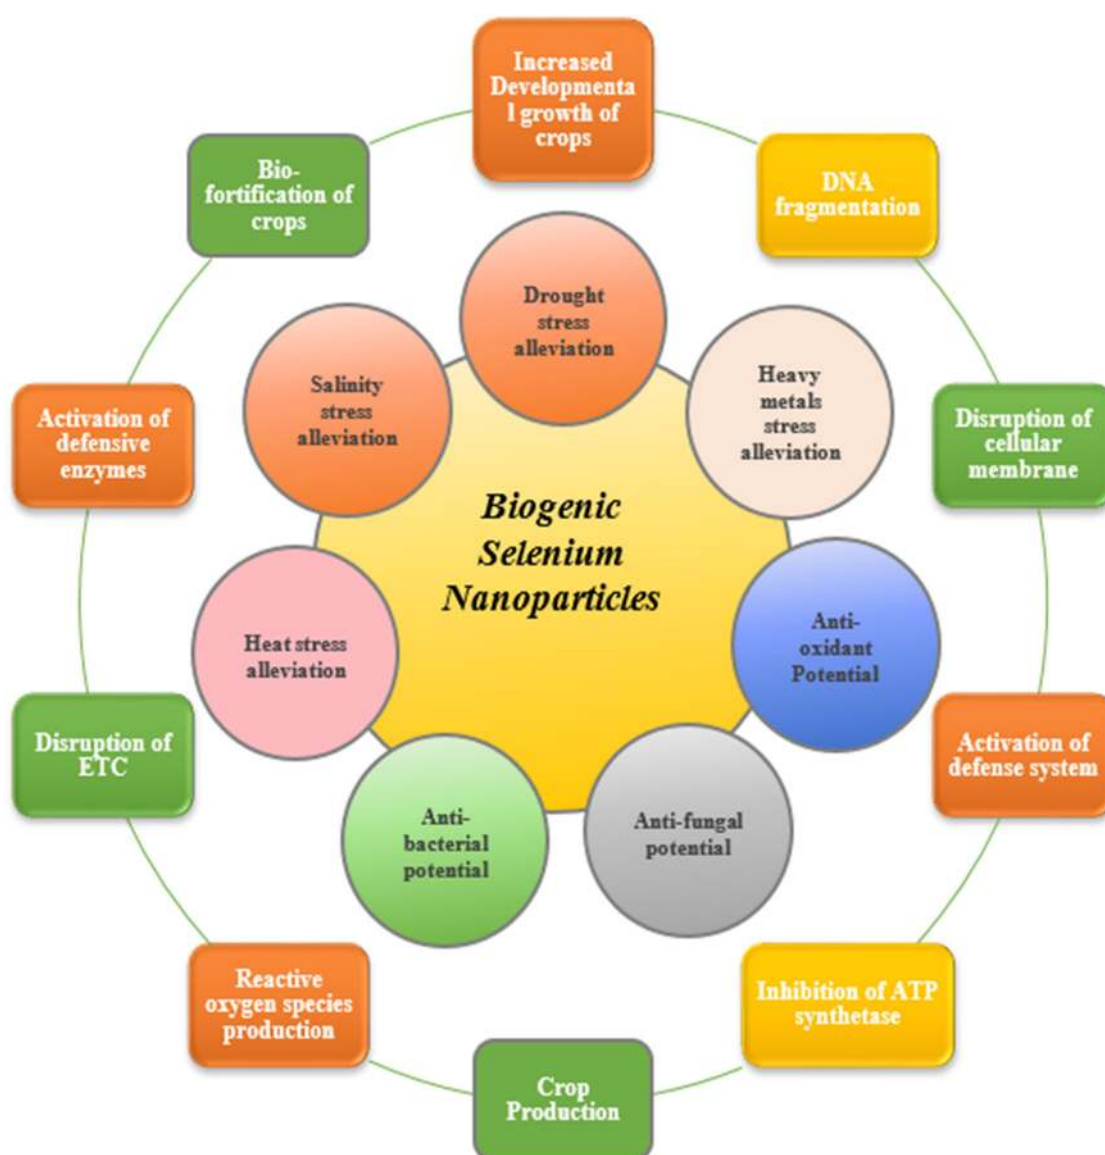 Increased
Developmenta
l growth of
crops
DNA
fragmentation
Disruption of
cellular
membrane
Activation of
defense system
Inhibition of ATP
synthetase
Crop
Production
Reactive
oxygen species
production
Disruption of
ETC
Activation of
defensive
enzymes
Bio-
fortification of
crops
Drought
stress
alleviation
Heavy
metals
stress
alleviation
Anti-
oxidant
Potential
Anti-fungal
potential
Anti-
bacterial
potential
Heat stress
alleviation
Salinity
stress
alleviation
Biogenic
Selenium
Nanoparticles